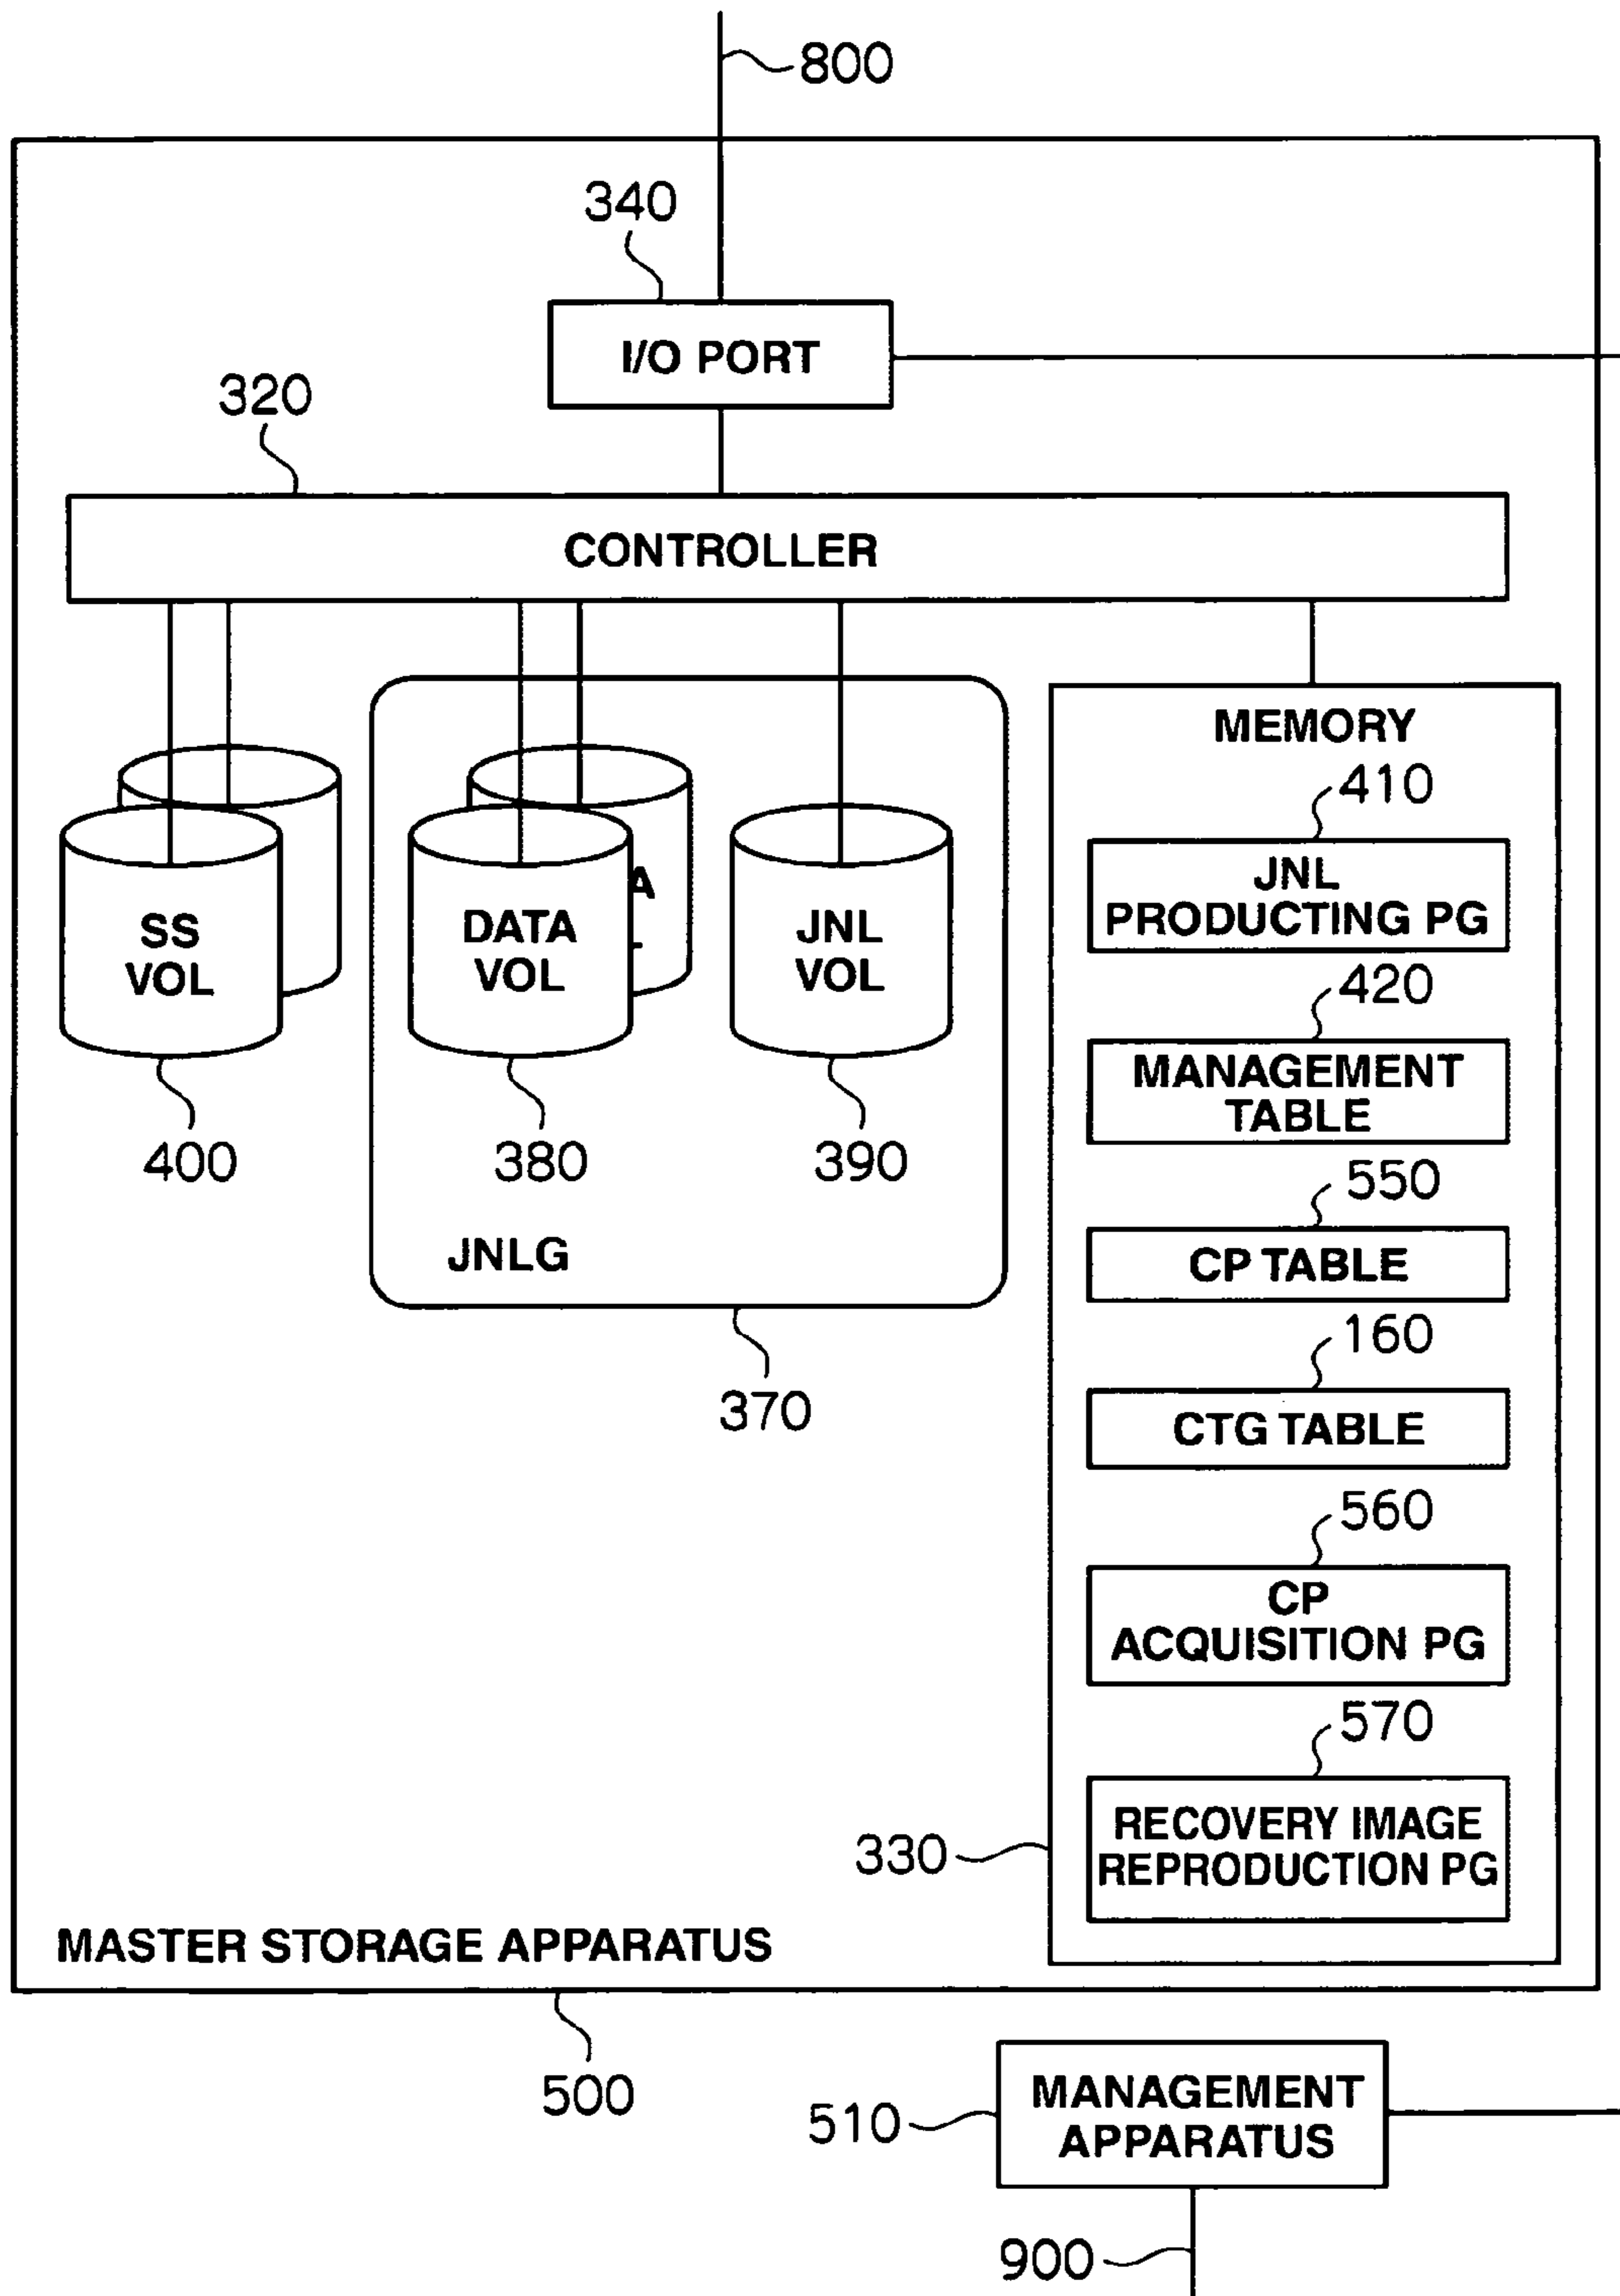 800
340
I/O PORT
320
CONTROLLER
MEMORY
410
JNL
PRODUCTING PG
420
MANAGEMENT
TABLE
550
CP TABLE
160
CTG TABLE
560
CP
ACQUISITION PG
570
RECOVERY IMAGE
REPRODUCTION PG
330
SS
VOL
400
A
DATA
VOL
380
JNL
VOL
390
JNLG
370
MASTER STORAGE APPARATUS
500
510
MANAGEMENT
APPARATUS
900